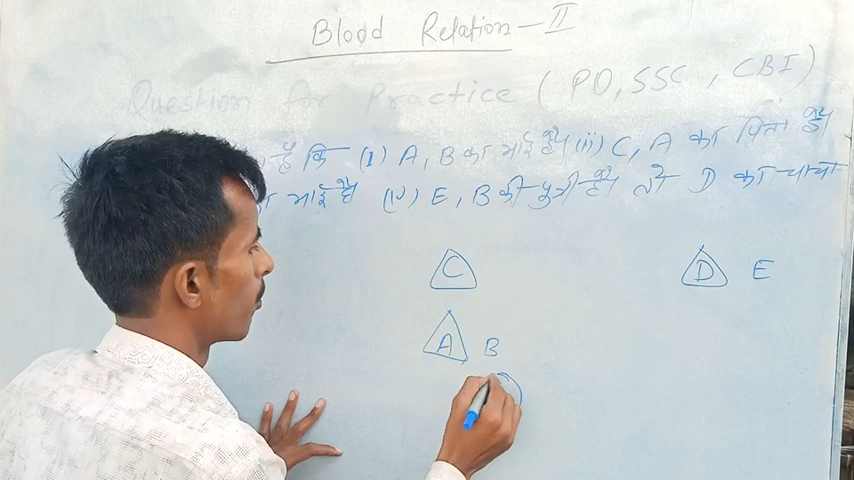 Blood Relation-II
Question for Practice (PO, SSC, CBI)
है कि (i) A, B का भाई है। (ii) C, A का पिता है।
भाई है (iv) E, B की पुत्री है। तो D का चाचा
C
D E
A B